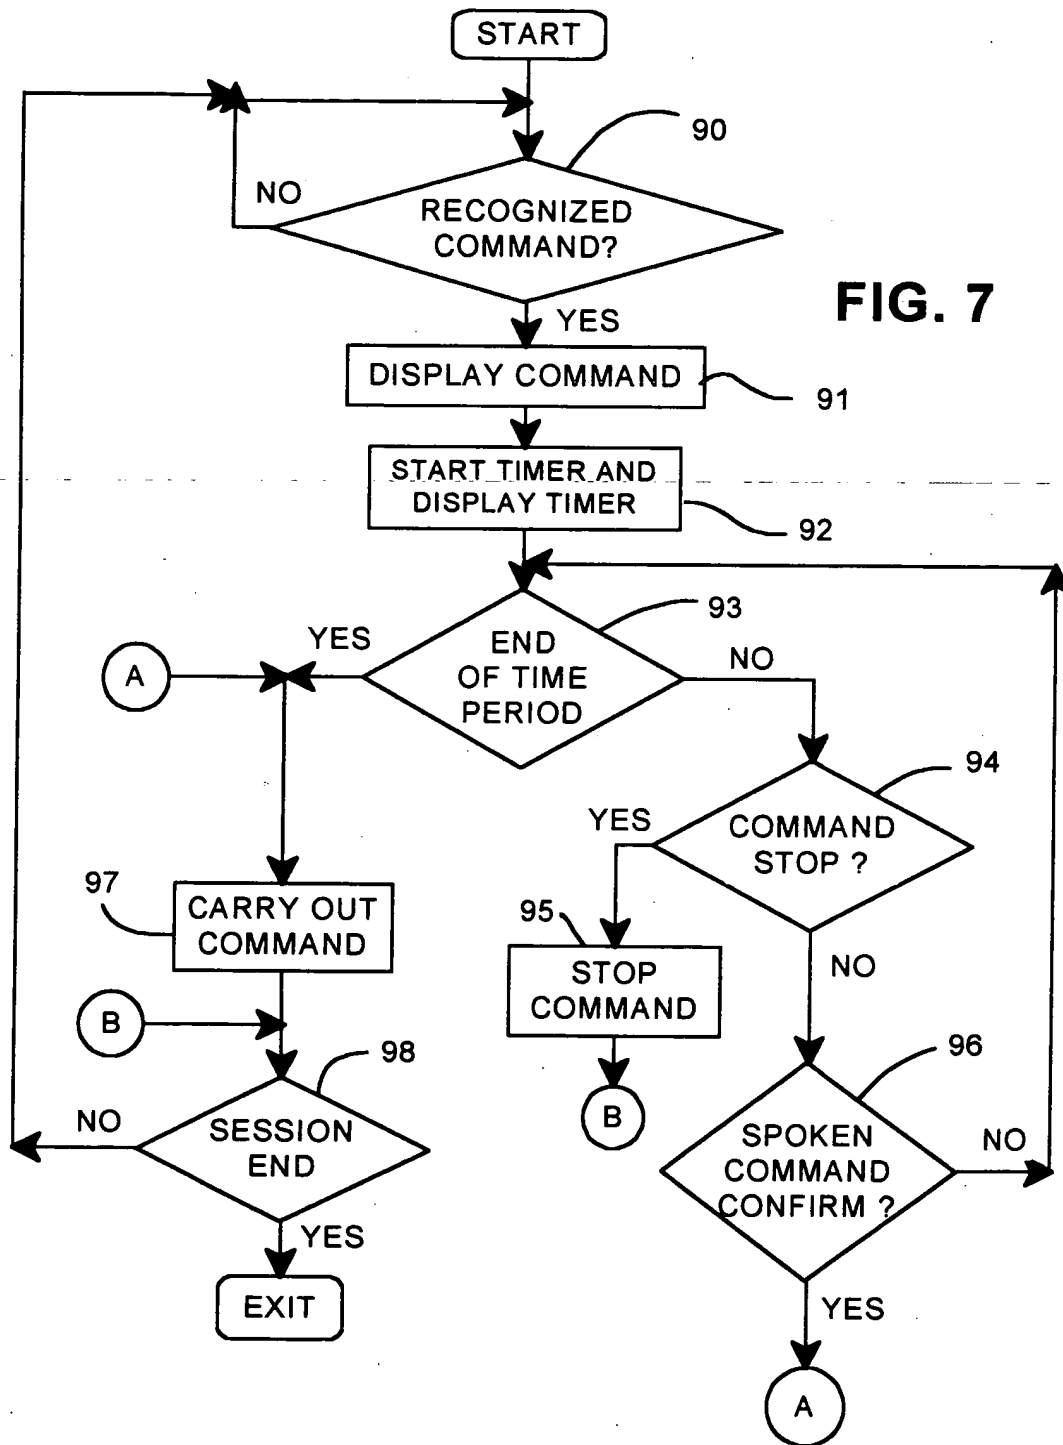 START
90
NO
RECOGNIZED
COMMAND?
FIG. 7
YES
DISPLAY COMMAND
91
START TIMER AND
DISPLAY TIMER
92
93
YES
END
OF TIME
PERIOD
NO
A
94
YES
COMMAND
STOP ?
97
CARRY OUT
COMMAND
95
STOP
COMMAND
NO
B
98
96
B
NO
SESSION
END
SPOKEN
COMMAND
CONFIRM ?
NO
YES
EXIT
YES
A